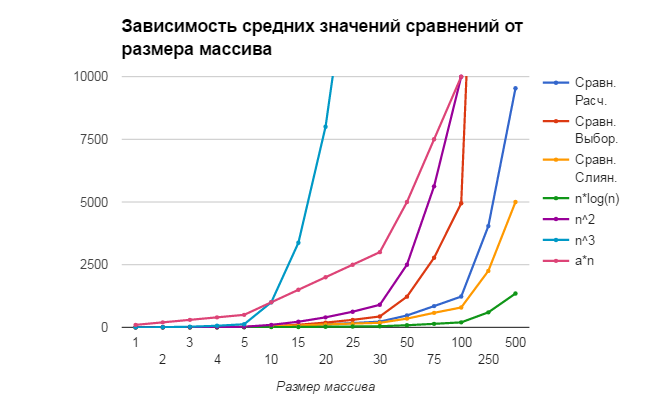 Зависимость средних значений сравнений от
размера массива
10000
7500
5000
2500
0
1 3 5 15 25 50 100 500
2 4 10 20 30 75 250
Размер массива
Сравн.
Расч.
Сравн.
Выбор.
Сравн.
Слиян.
n*log(n)
n^2
n^3
a*n